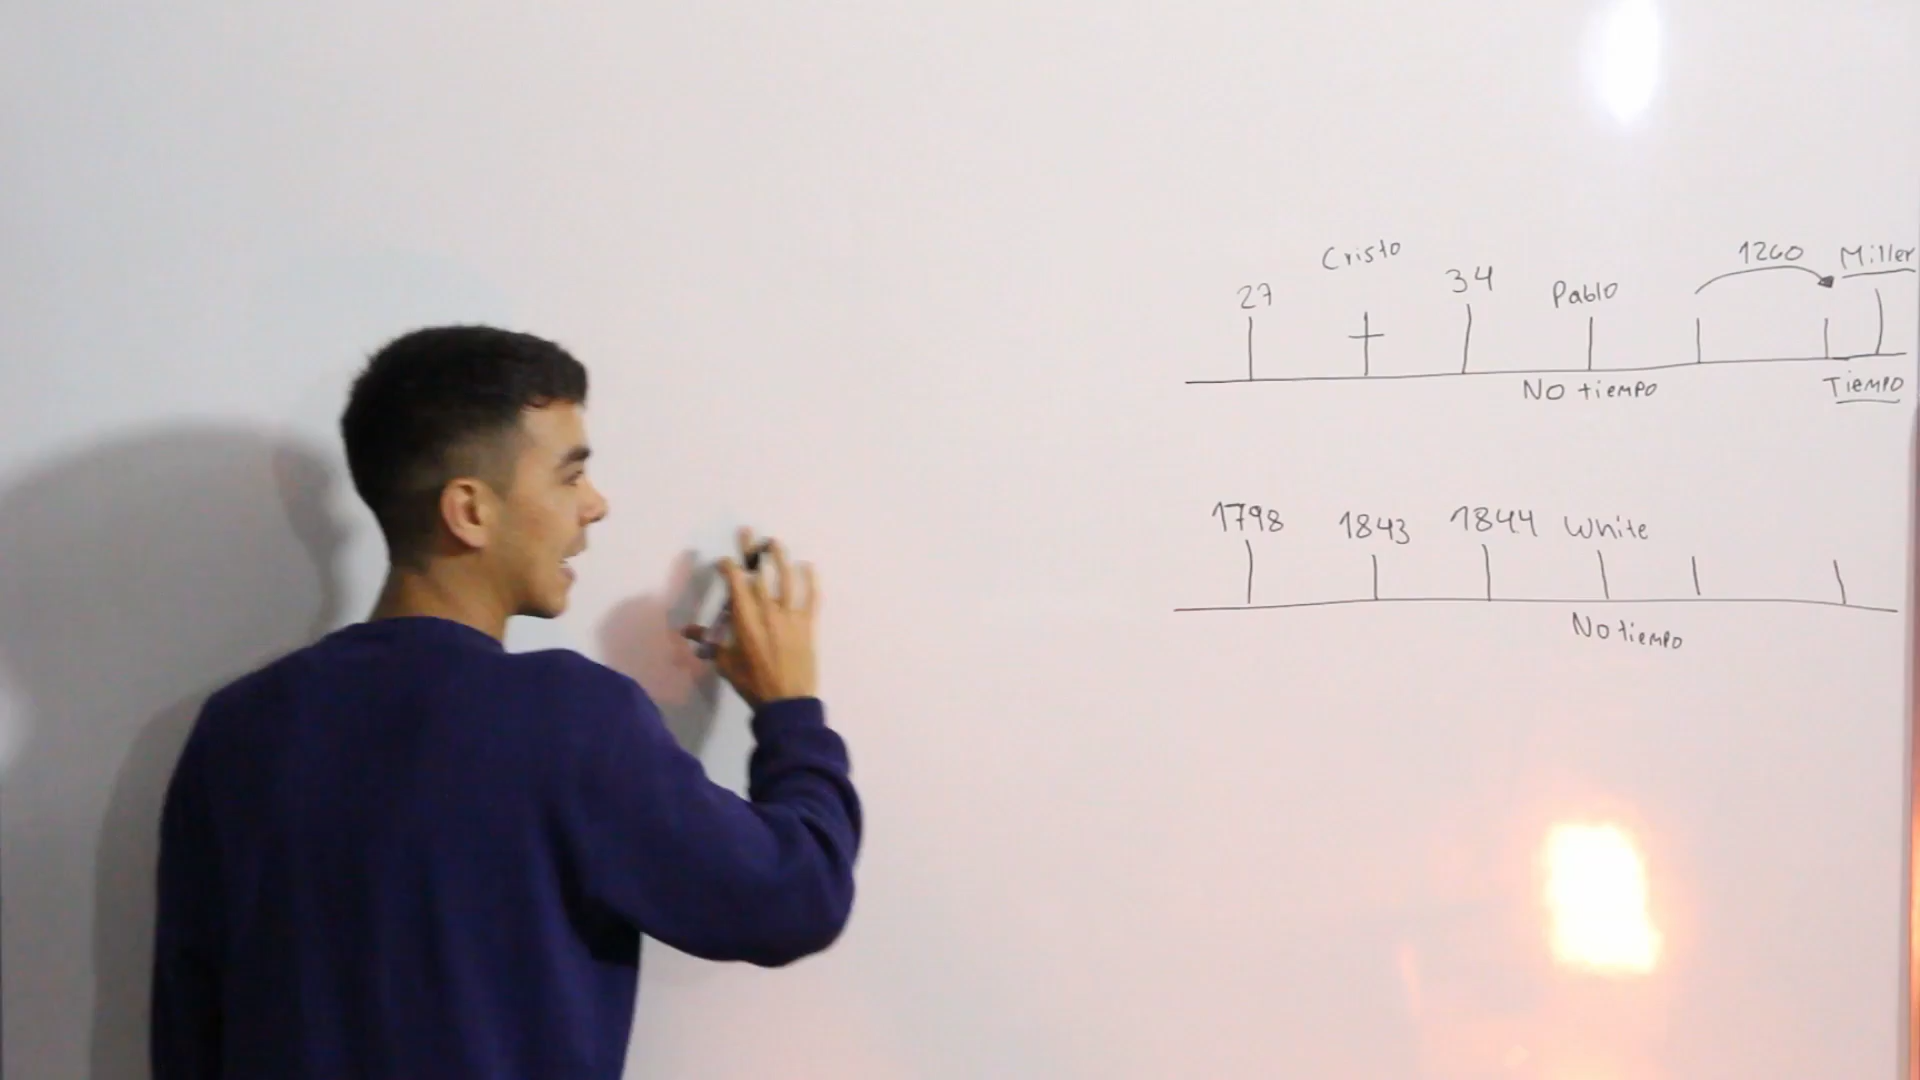 Cristo
27 34 Pablo 1260 Miller
No tiempo Tiempo
1798 1843 1844 White
No tiempo